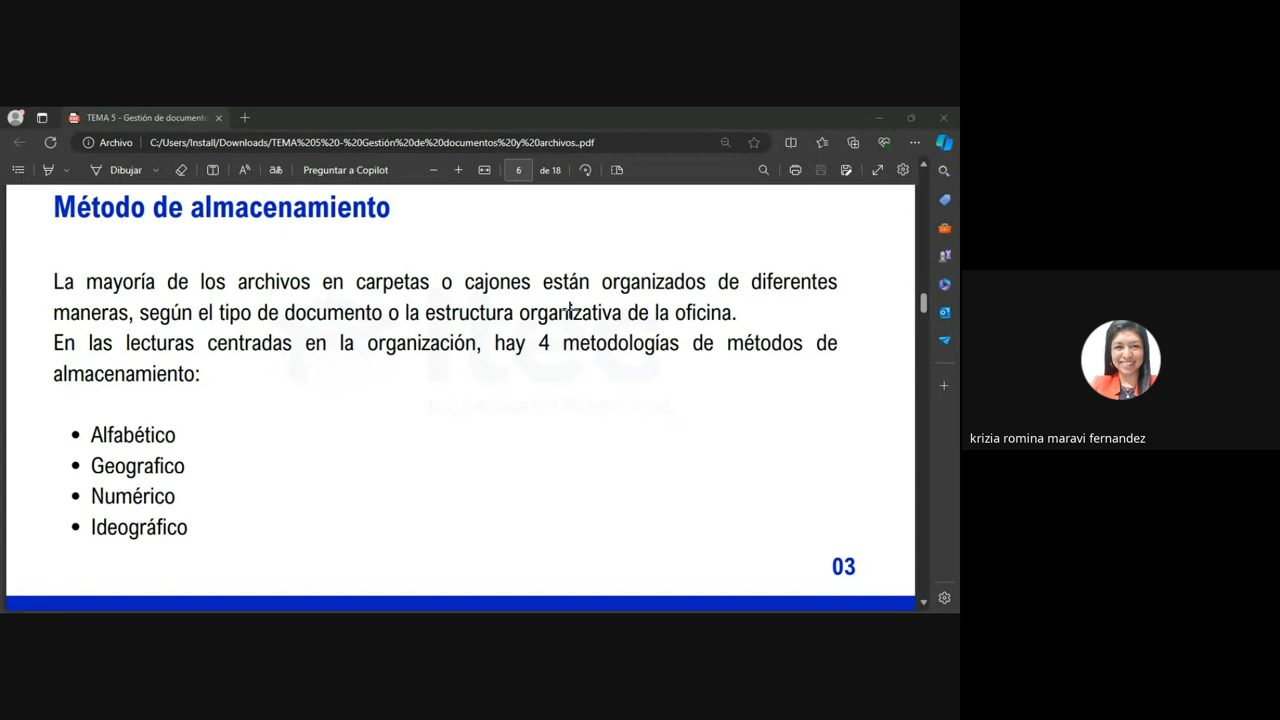 TEMA 5 - Gestión de document
Archivo C:/Users/Install/Downloads/TEMA%205%20-%20Gestión%20de%20documentos%20y%20archivos..pdf
Dibujar Preguntar a Copilot 6 de 18
Método de almacenamiento
La mayoría de los archivos en carpetas o cajones están organizados de diferentes
maneras, según el tipo de documento o la estructura organizativa de la oficina.
En las lecturas centradas en la organización, hay 4 metodologías de métodos de
almacenamiento:
• Alfabético
• Geografico
• Numérico
• Ideográfico
03
krizia romina maravi fernandez